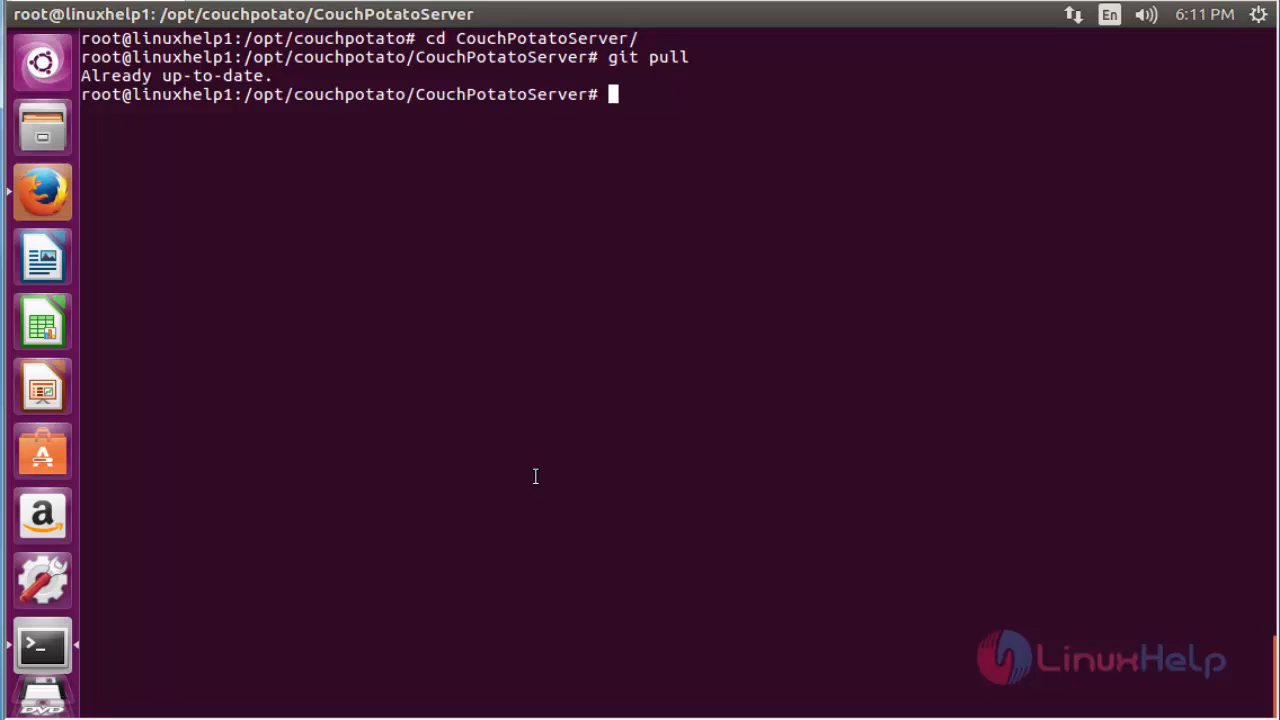 root@linuxhelp1: /opt/couchpotato/CouchPotatoServer
En
6:11 PM
root@linuxhelp1:/opt/couchpotato# cd CouchPotatoServer/
root@linuxhelp1:/opt/couchpotato/CouchPotatoServer# git pull
Already up-to-date.
root@linuxhelp1:/opt/couchpotato/CouchPotatoServer#
A
a
>_
DVD
LinuxHelp